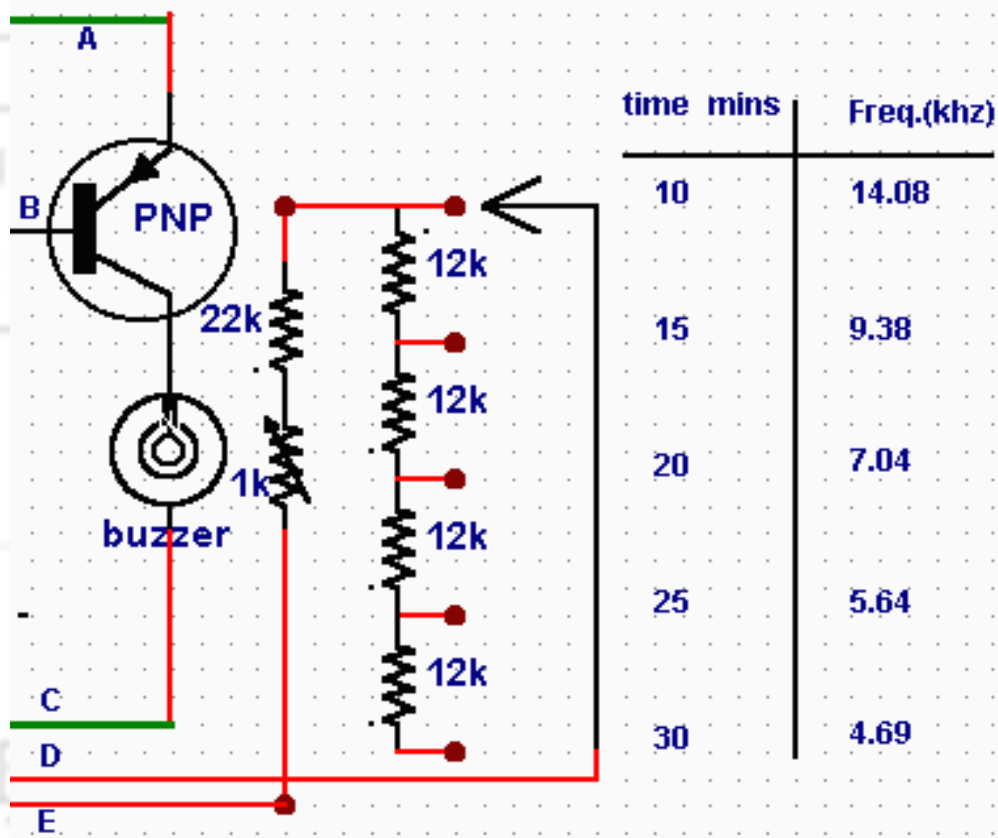 A
time mins Freq.(khz)
10 14.08
B
PNP
12k
22k
15 9.38
12k
1k
20 7.04
buzzer
12k
25 5.64
-
12k
C
30 4.69
D
E